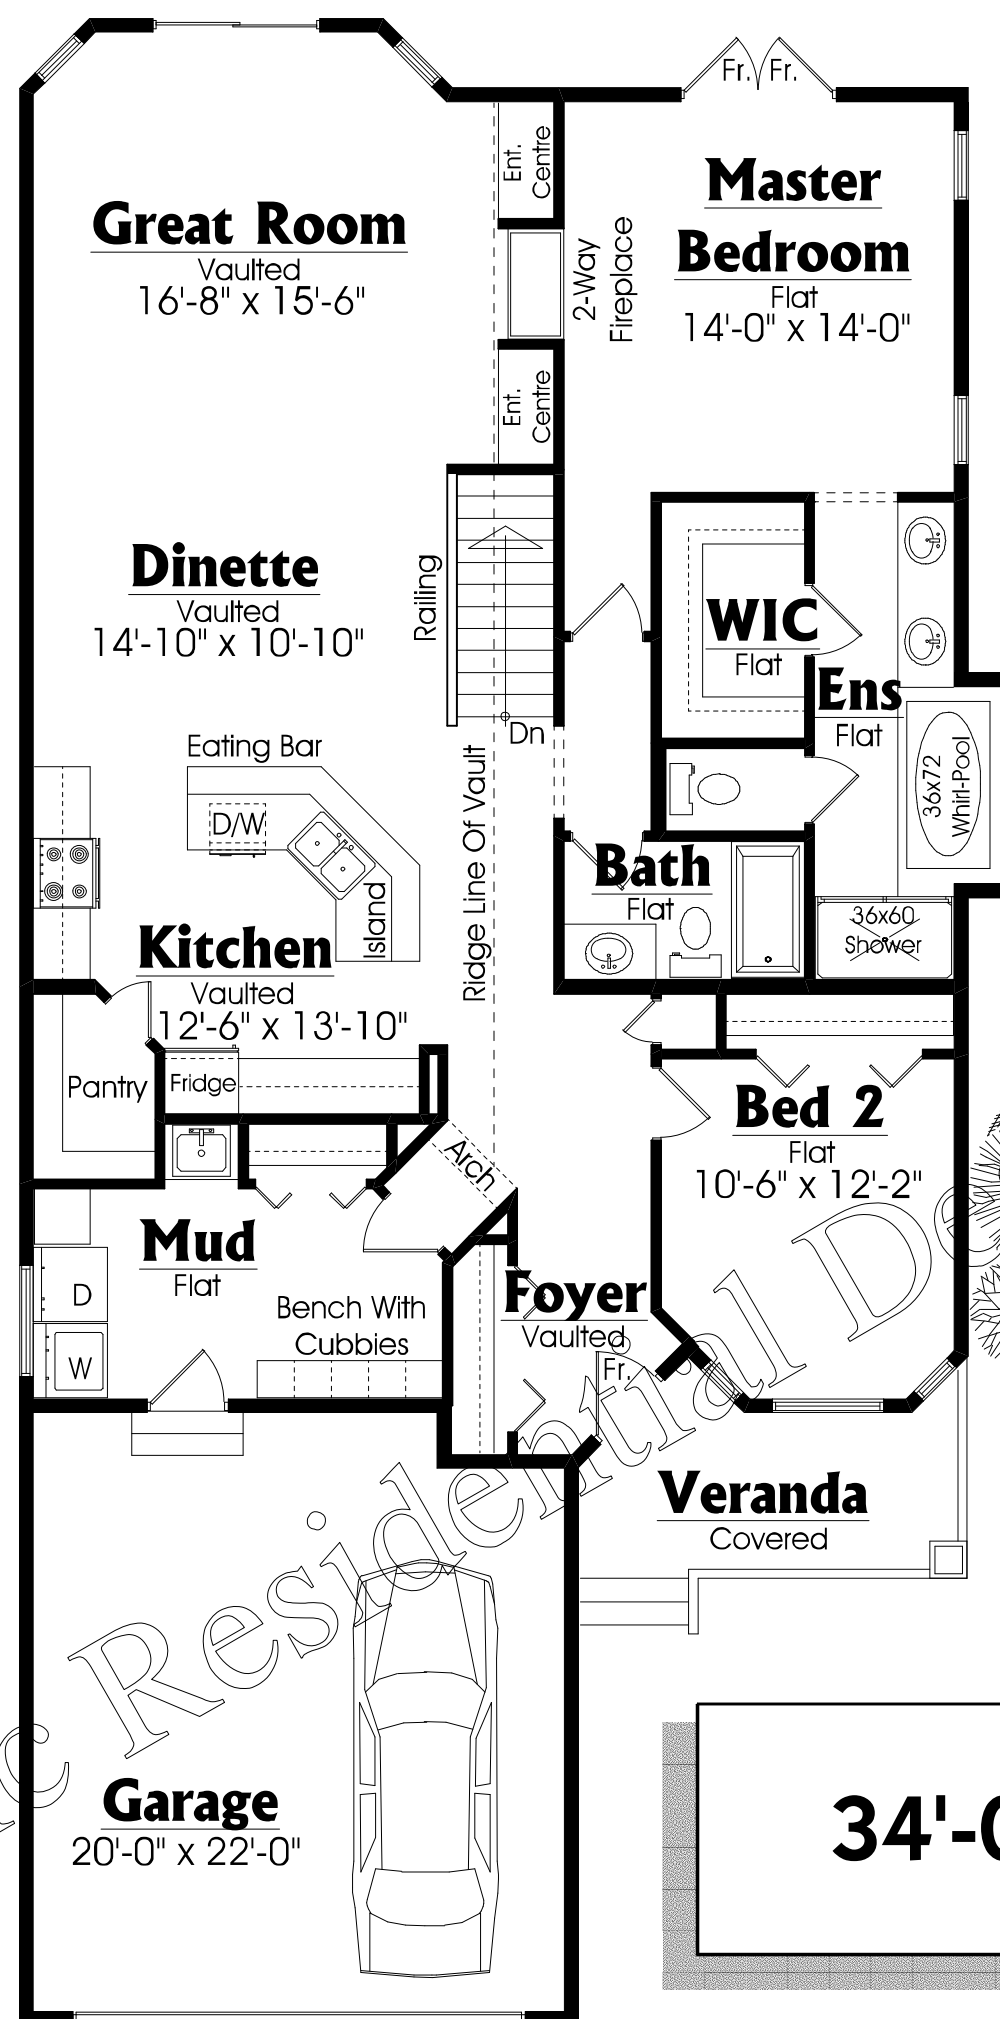 Fr. Fr.
Ent.
Centre
Master
Bedroom
Flat
14'-0" x 14'-0"
Great Room
Vaulted
16'-8" x 15'-6"
2-Way
Fireplace
Ent.
Centre
Dinette
Vaulted
14'-10" x 10'-10"
Railing
Dn
WIC
Flat
Ens
Flat
36x72
Whirl-Pool
Eating Bar
D/W
Island
Ridge Line Of Vault
Bath
Flat
36x60
Shower
Kitchen
Vaulted
12'-6" x 13'-10"
Pantry
Fridge
Arch
Bed 2
Flat
10'-6" x 12'-2"
Mud
Flat
D
W
Bench With
Cubbies
Foyer
Vaulted
Fr.
Veranda
Covered
Residential De
Garage
20'-0" x 22'-0"
34'-0